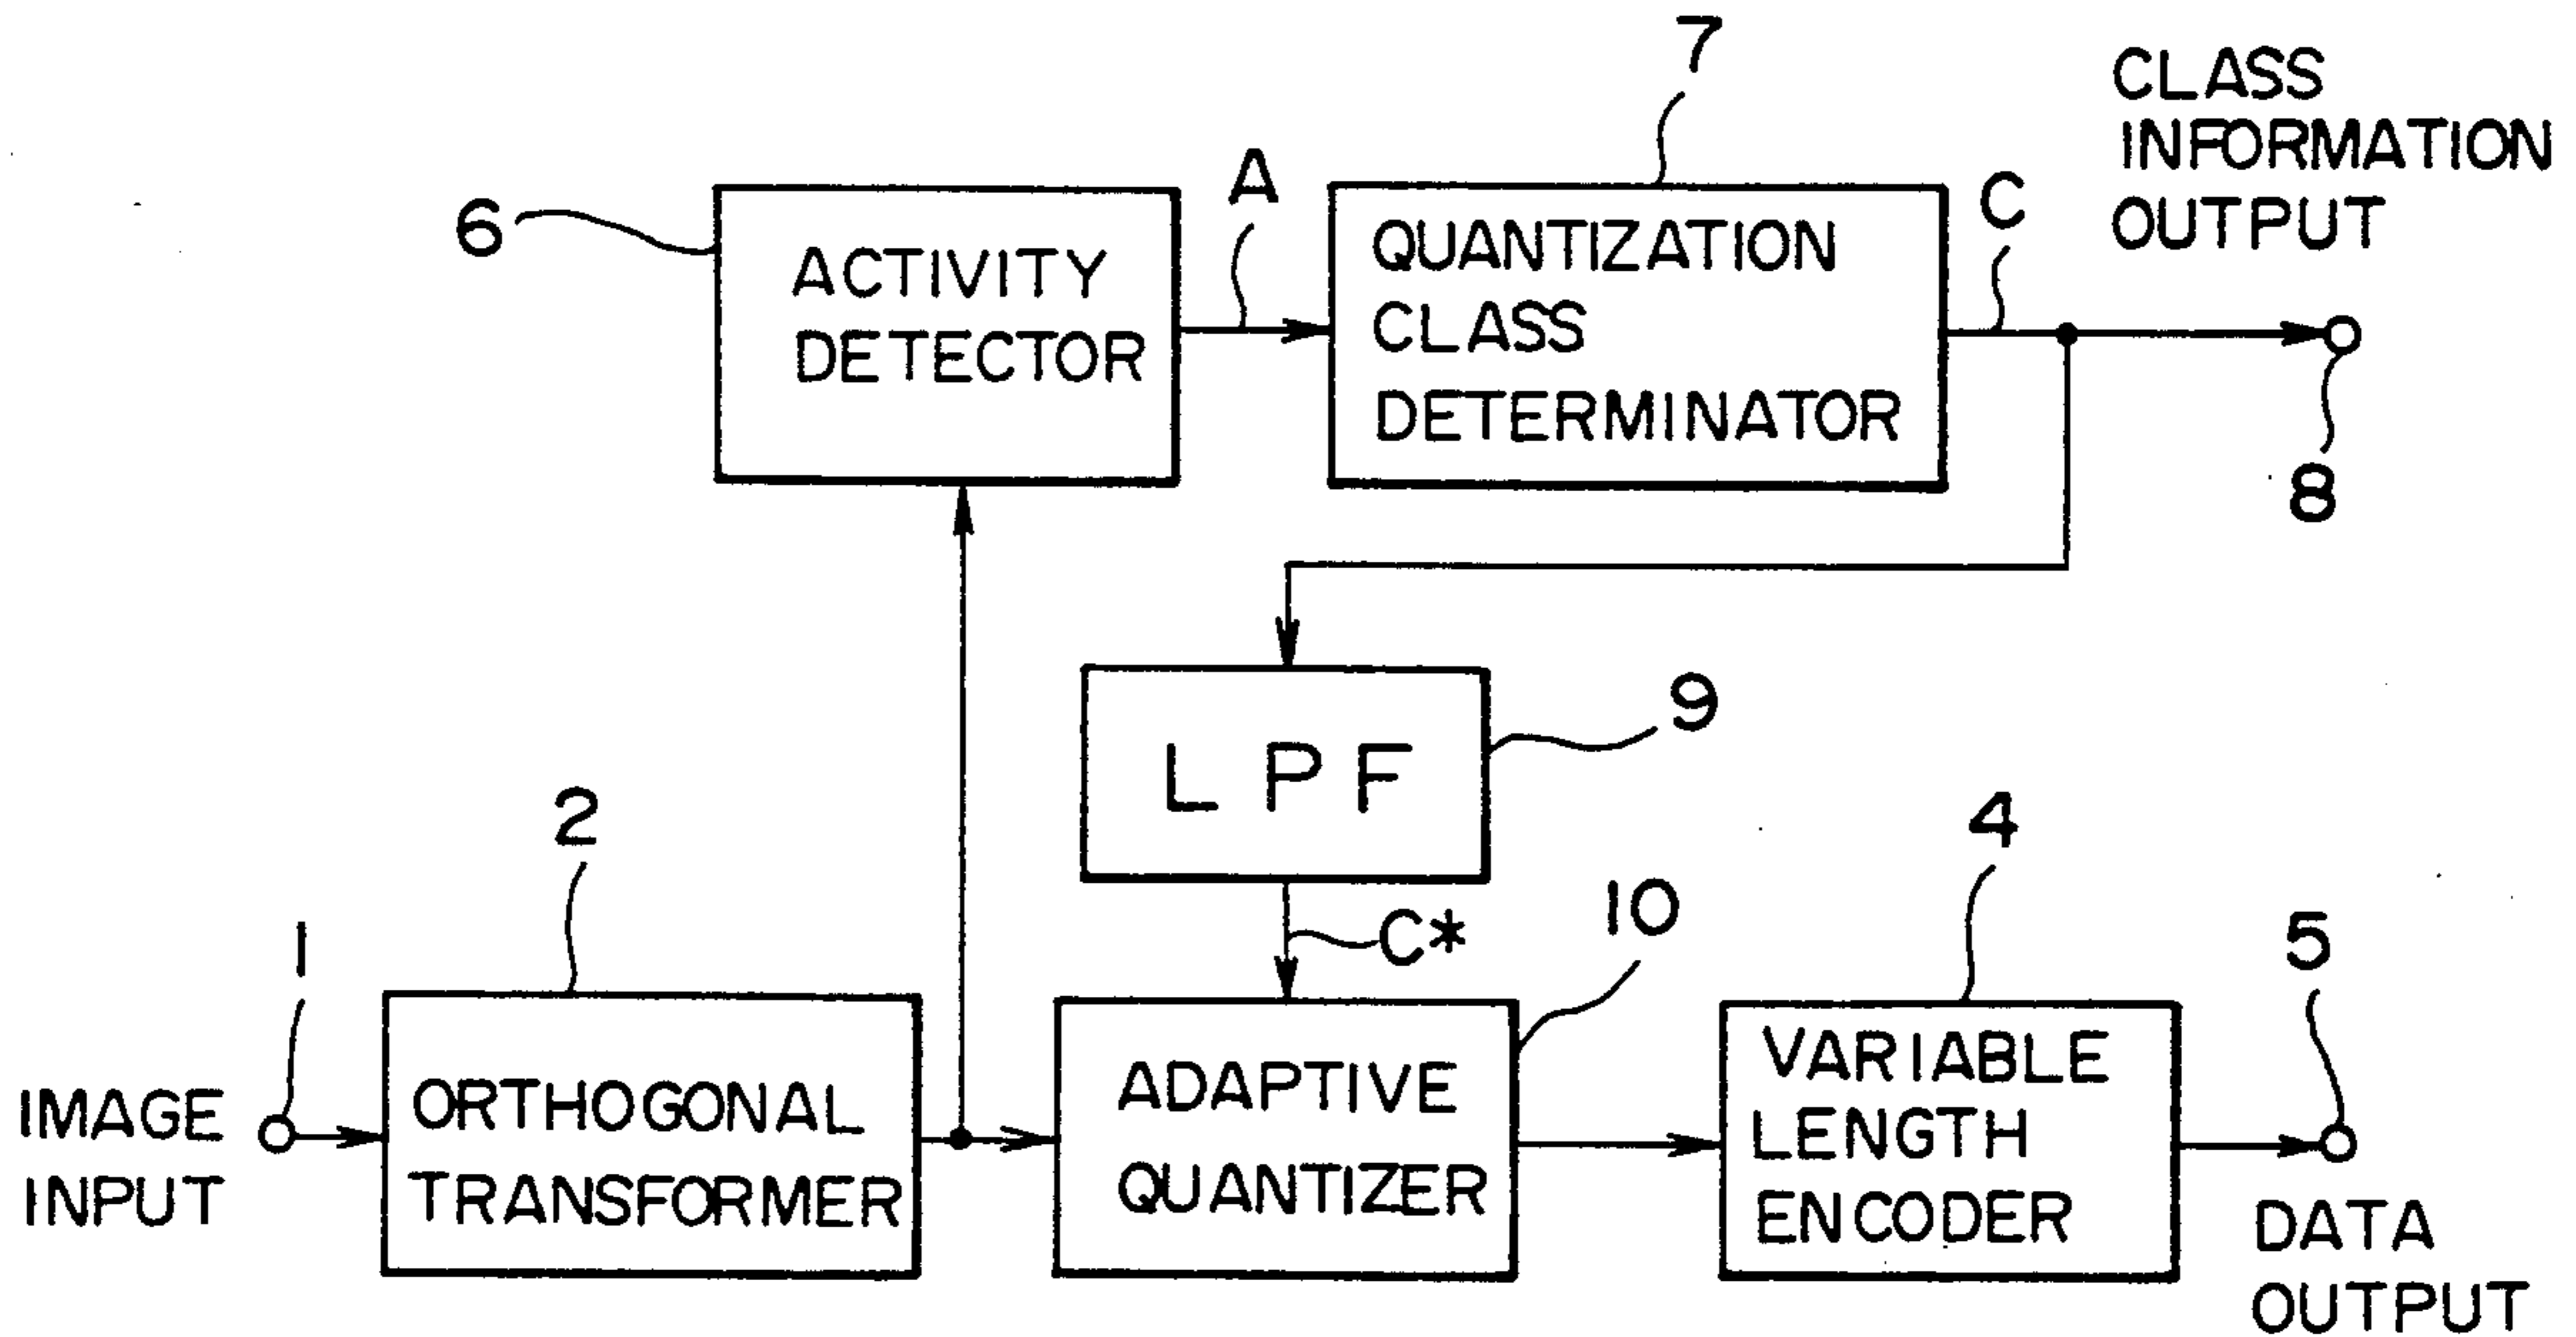 7
CLASS
INFORMATION
OUTPUT
6
A
C
ACTIVITY
DETECTOR
QUANTIZATION
CLASS
DETERMINATOR
8
LPF
9
C*
10
2
4
1
5
IMAGE
INPUT
ORTHOGONAL
TRANSFORMER
ADAPTIVE
QUANTIZER
VARIABLE
LENGTH
ENCODER
DATA
OUTPUT